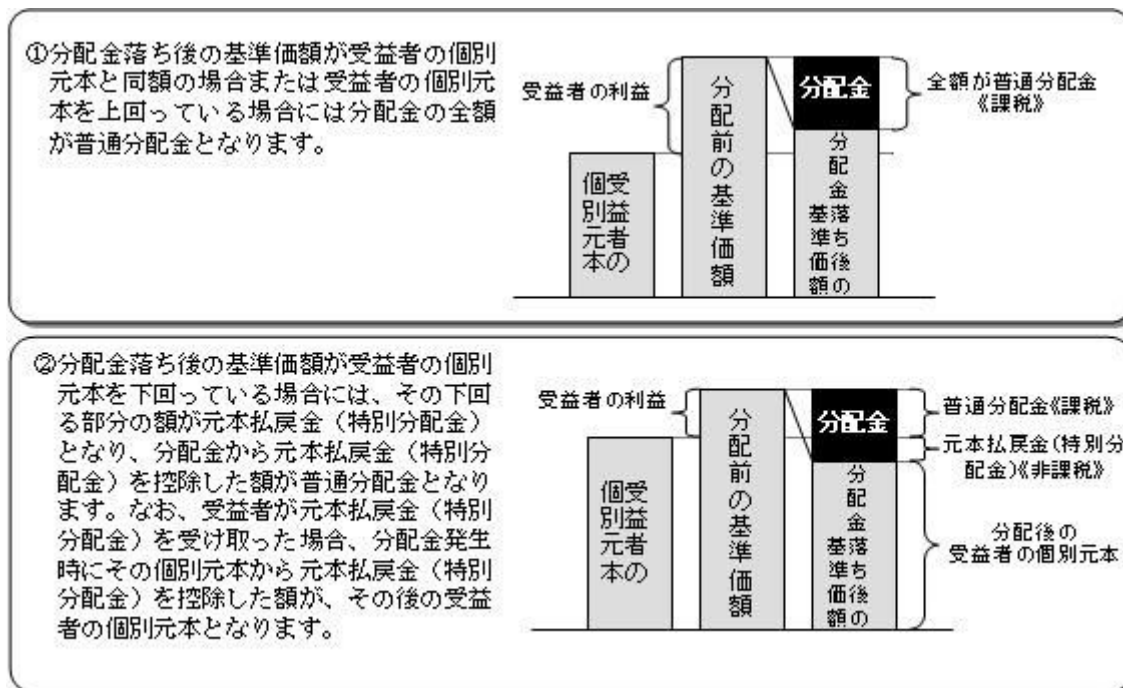 ①分配金落ち後の基準価額が受益者の個別
元本と同額の場合または受益者の個別元
本を上回っている場合には分配金の全額
が普通分配金となります。
受益者の利益
受益者の
個別元本
分配前の基準価額
分配金
分配金落ち後の
基準価額
全額が普通分配金
《課税》
②分配金落ち後の基準価額が受益者の個別
元本を下回っている場合には、その下回
る部分の額が元本払戻金（特別分配金）
となり、分配金から元本払戻金（特別分
配金）を控除した額が普通分配金となり
ます。なお、受益者が元本払戻金（特別
分配金）を受け取った場合、分配金発生
時にその個別元本から元本払戻金（特別
分配金）を控除した額が、その後の受益
者の個別元本となります。
受益者の利益
受益者の
個別元本
分配前の基準価額
分配金
分配金落ち後の
基準価額
普通分配金《課税》
元本払戻金(特別分
配金)《非課税》
分配後の
受益者の個別元本